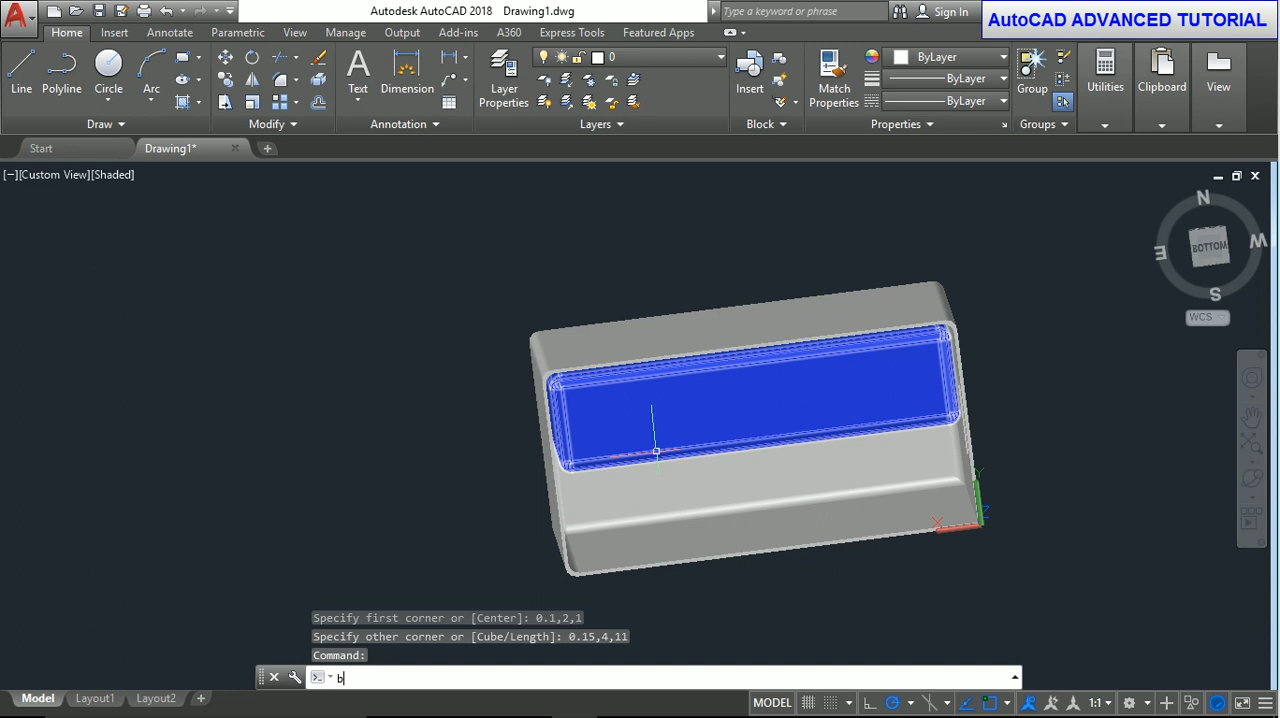 Autodesk AutoCAD 2018 Drawing1.dwg
Type a keyword or phrase
Sign In
AutoCAD ADVANCED TUTORIAL
Home Insert Annotate Parametric View Manage Output Add-ins A360 Express Tools Featured Apps
Line Polyline Circle Arc
Text Dimension
Layer Properties
0
Insert
Match Properties
ByLayer
ByLayer
ByLayer
Group
Utilities
Clipboard
View
Draw Modify Annotation Layers Block Properties Groups
Start Drawing1*
[−][Custom View][Shaded]
N
E
BOTTOM
W
S
WCS
Y
X
Z
Specify first corner or [Center]: 0.1,2,1
Specify other corner or [Cube/Length]: 0.15,4,11
Command:
b
Model Layout1 Layout2
MODEL
1:1